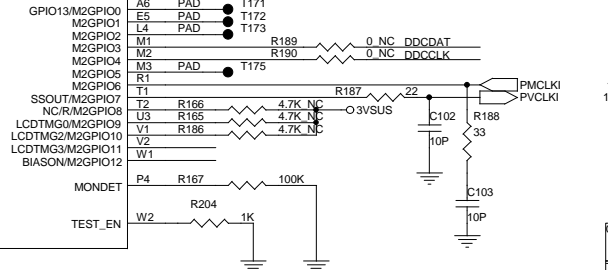 GPIO13/M2GPIO0 A6 PAD T171
M2GPIO1 E5 PAD T172
M2GPIO2 L4 PAD T173
M2GPIO3 M1 R189 0_NC DDCDAT
M2GPIO4 M2 R190 0_NC DDCCLK
M2GPIO5 M3 PAD T175
M2GPIO6 R1 PMCLKI
SSOUT/M2GPIO7 T1 R187 22 PVCLKI
NC/R/M2GPIO8 T2 R166 4.7K_NC 3VSUS
LCDTMG0/M2GPIO9 U3 R165 4.7K_NC
LCDTMG2/M2GPIO10 V1 R186 4.7K_NC
LCDTMG3/M2GPIO11 V2
BIASON/M2GPIO12 W1
C102
10P
R188
33
MONDET P4 R167 100K
C103
10P
TEST_EN W2 R204 1K